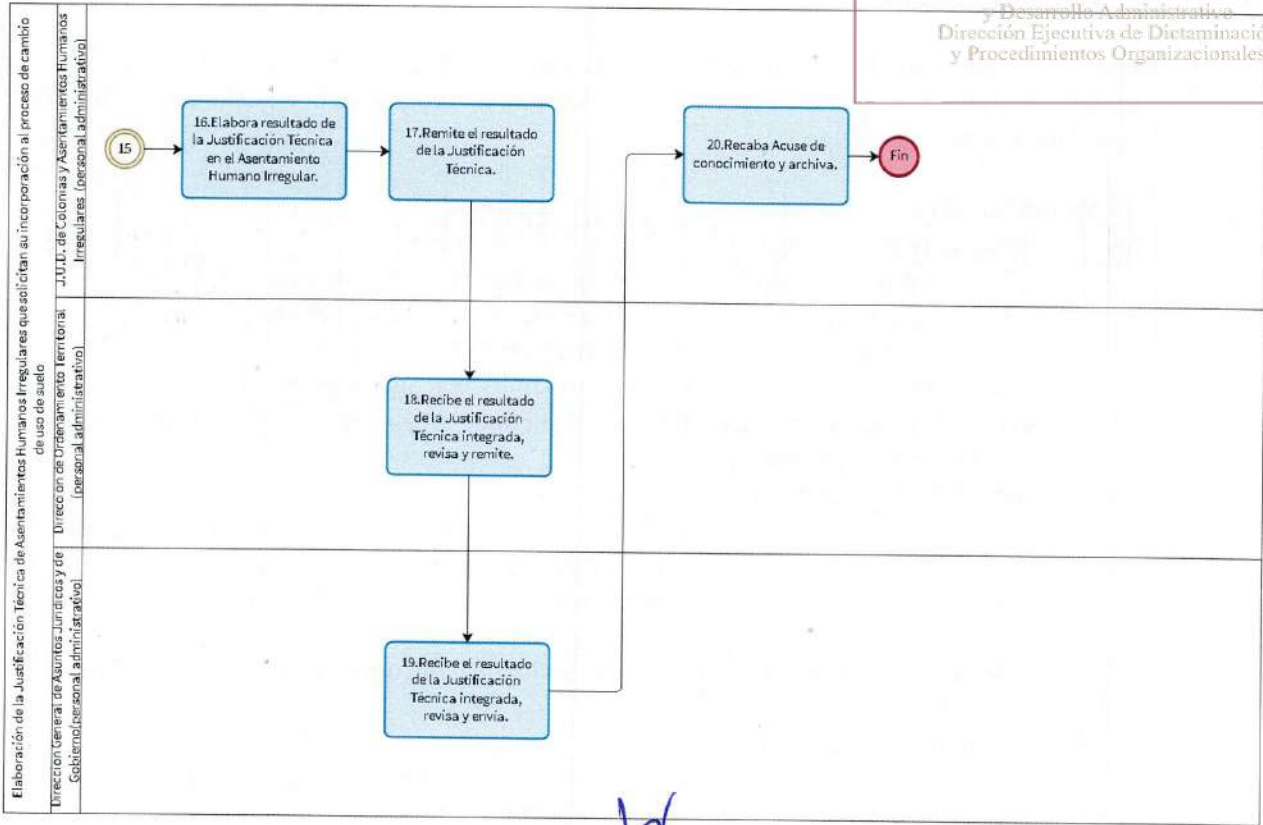 y Desarrollo Administrativo
Dirección Ejecutiva de Dictaminació
y Procedimientos Organizacionales
Elaboración de la Justificación Técnica de Asentamientos Humanos Irregulares que solicitan su incorporación al proceso de cambio
de uso de suelo
J.U.D. de Colonias y Asentamientos Humanos
Irregulares (personal administrativo)
15
16.Elabora resultado de
la Justificación Técnica
en el Asentamiento
Humano Irregular.
17.Remite el resultado
de la Justificación
Técnica.
20.Recaba Acuse de
conocimiento y archiva.
Fin
Dirección de Ordenamiento Territorial
(personal administrativo)
18.Recibe el resultado
de la Justificación
Técnica integrada,
revisa y remite.
Dirección General de Asuntos Jurídicos y de
Gobierno(personal administrativo)
19.Recibe el resultado
de la Justificación
Técnica integrada,
revisa y envía.